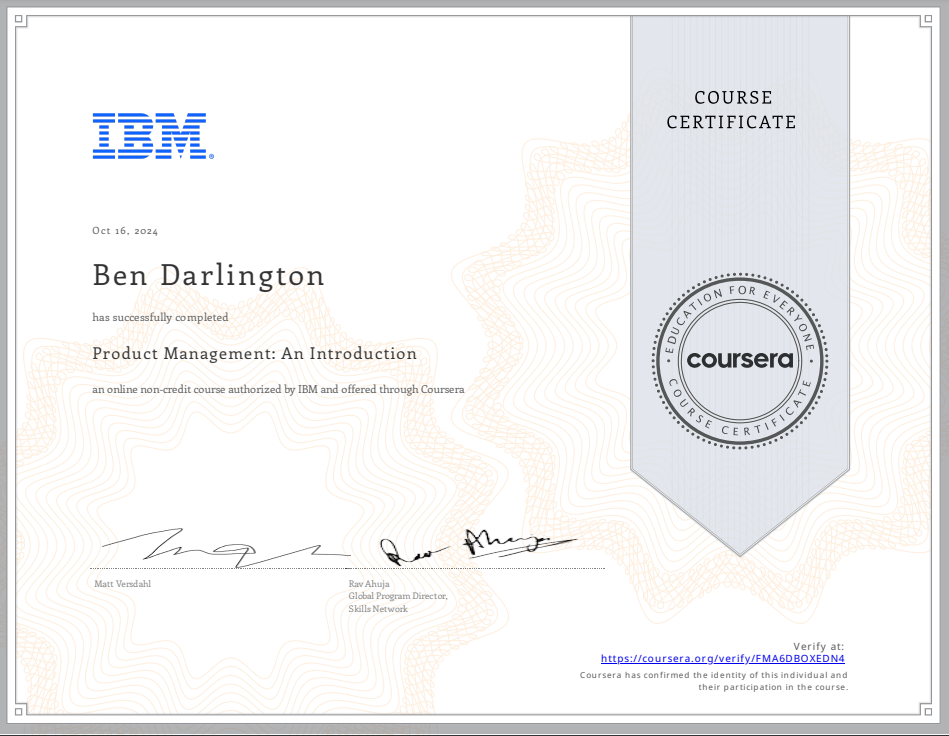 COURSE
CERTIFICATE
IBM®
Oct 16, 2024
Ben Darlington
has successfully completed
Product Management: An Introduction
an online non-credit course authorized by IBM and offered through Coursera
• EDUCATION FOR EVERYONE •
coursera
COURSE CERTIFICATE
Rav Ahuja
Matt Versdahl
Rav Ahuja
Global Program Director,
Skills Network
Verify at:
https://coursera.org/verify/FMA6DBOXEDN4
Coursera has confirmed the identity of this individual and
their participation in the course.